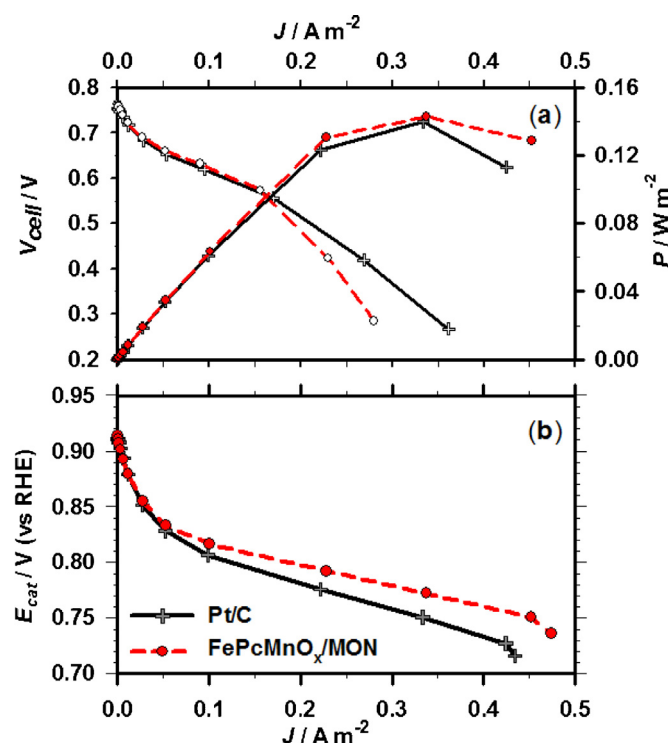 J / A m-2
0.0 0.1 0.2 0.3 0.4 0.5
0.8 0.16
(a)
0.7
0.12
0.6
Vcell / V
0.5 0.08
P / W m-2
0.4
0.04
0.3
0.2 0.00
0.95
(b)
0.90
Ecat / V (vs RHE)
0.85
0.80
0.75
Pt/C
FePcMnOx/MON
0.70
0.0 0.1 0.2 0.3 0.4 0.5
J / A m-2